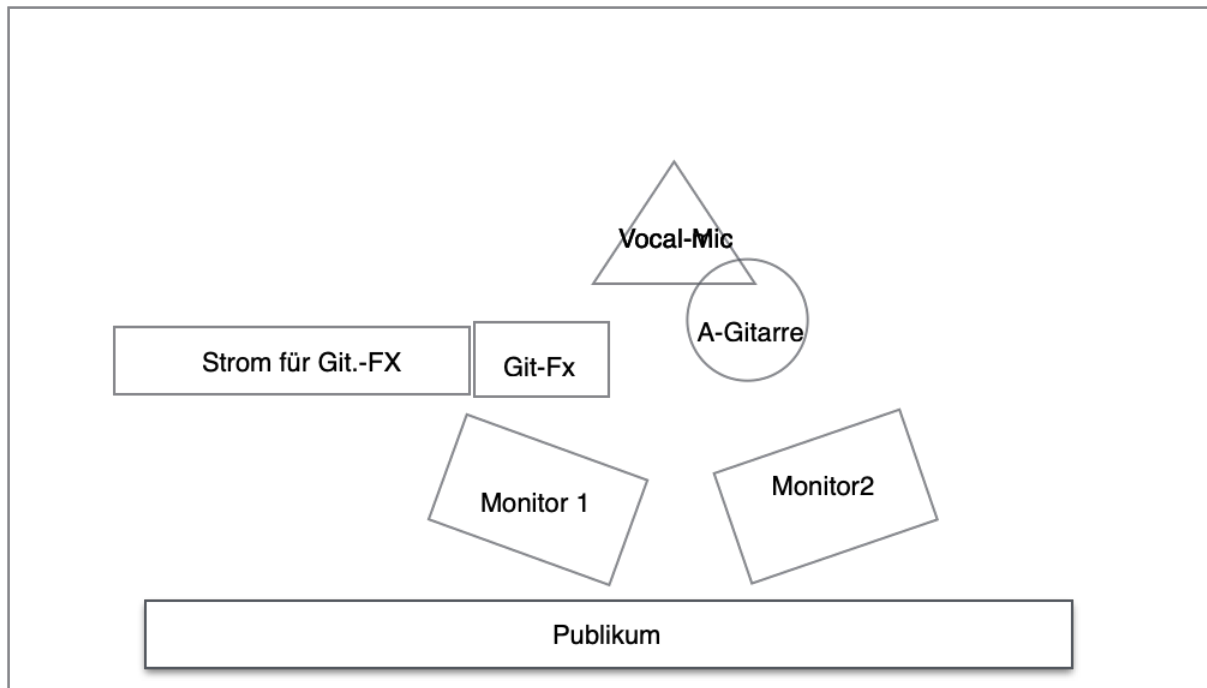 Vocal-Mic
A-Gitarre
Strom für Git.-FX
Git-Fx
Monitor 1
Monitor2
Publikum